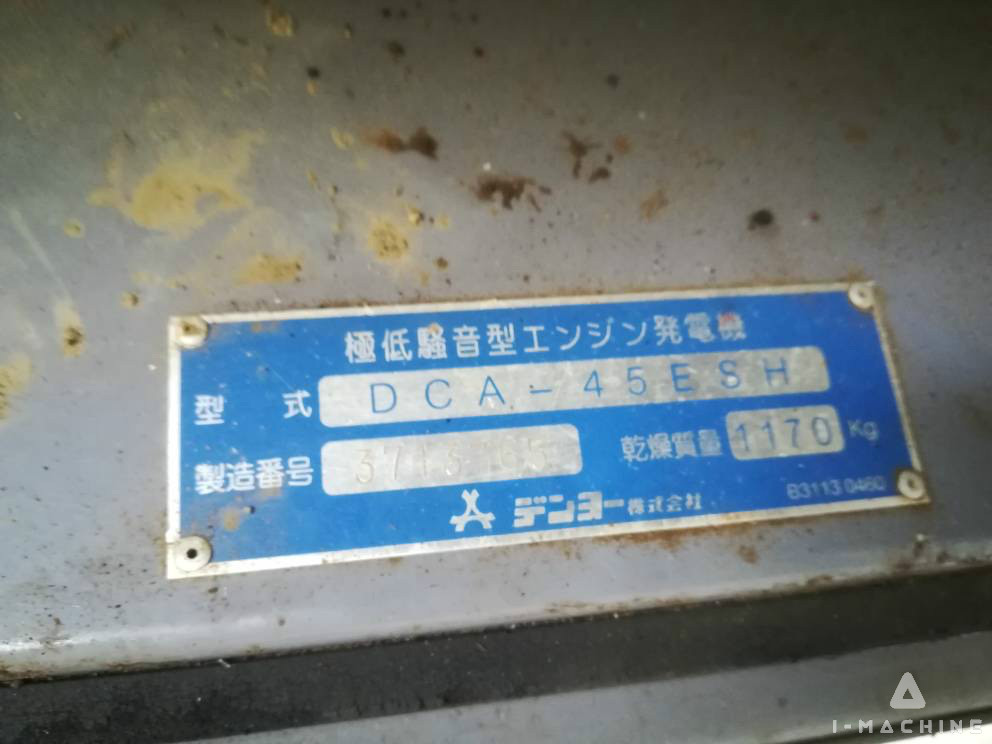 極低騒音型エンジン発電機
型式 DCA-45ESH
製造番号 乾燥質量 1170 Kg
デンヨー株式会社 B3113 0460
I-MACHINE